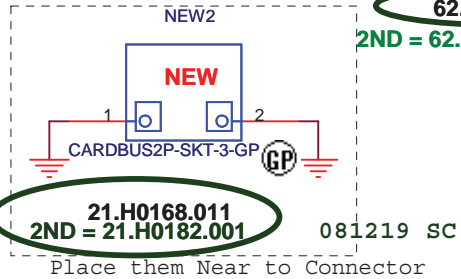 NEW2
62.
2ND = 62.
NEW
1
2
CARDBUS2P-SKT-3-GP
GP
21.H0168.011
2ND = 21.H0182.001
081219 SC
Place them Near to Connector